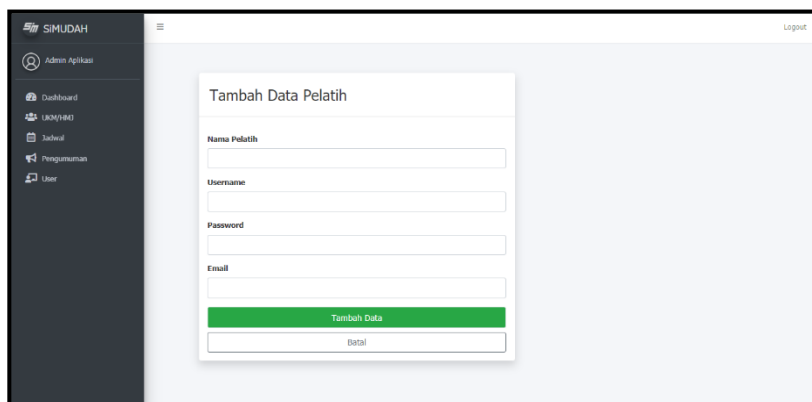 Sm SiMUDAH
Logout
Admin Aplikasi
Dashboard
UKM/HMJ
Jadwal
Pengumuman
User
Tambah Data Pelatih
Nama Pelatih
Username
Password
Email
Tambah Data
Batal